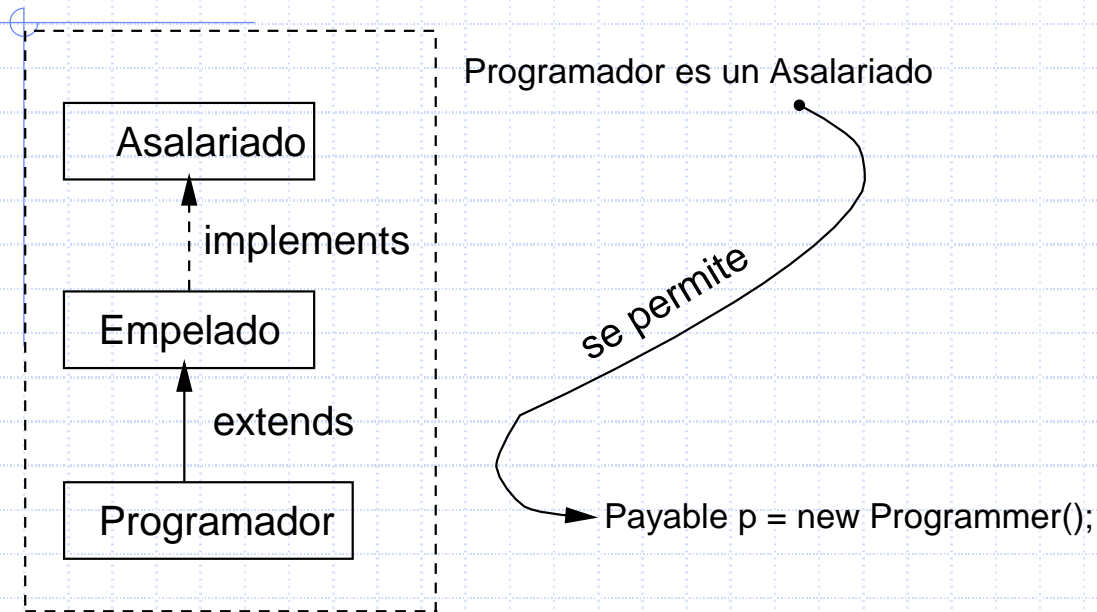 Programador es un Asalariado
Asalariado
implements
se permite
Empelado
extends
Programador
Payable p = new Programmer();